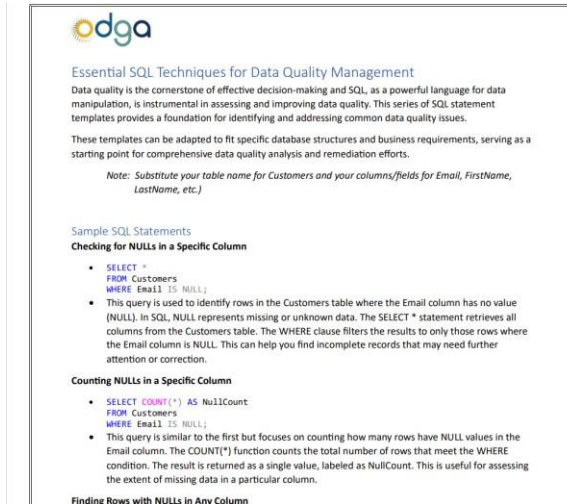 odga
Essential SQL Techniques for Data Quality Management
Data quality is the cornerstone of effective decision-making and SQL, as a powerful language for data
manipulation, is instrumental in assessing and improving data quality. This series of SQL statement
templates provides a foundation for identifying and addressing common data quality issues.
These templates can be adapted to fit specific database structures and business requirements, serving as a
starting point for comprehensive data quality analysis and remediation efforts.
Note: Substitute your table name for Customers and your columns/fields for Email, FirstName,
LastName, etc.)
Sample SQL Statements
Checking for NULLs in a Specific Column
• SELECT *
FROM Customers
WHERE Email IS NULL;
• This query is used to identify rows in the Customers table where the Email column has no value
(NULL). In SQL, NULL represents missing or unknown data. The SELECT * statement retrieves all
columns from the Customers table. The WHERE clause filters the results to only those rows where
the Email column is NULL. This can help you find incomplete records that may need further
attention or correction.
Counting NULLs in a Specific Column
• SELECT COUNT(*) AS NullCount
FROM Customers
WHERE Email IS NULL;
• This query is similar to the first but focuses on counting how many rows have NULL values in the
Email column. The COUNT(*) function counts the total number of rows that meet the WHERE
condition. The result is returned as a single value, labeled as NullCount. This is useful for assessing
the extent of missing data in a particular column.
Finding Rows with NULLs in Any Column